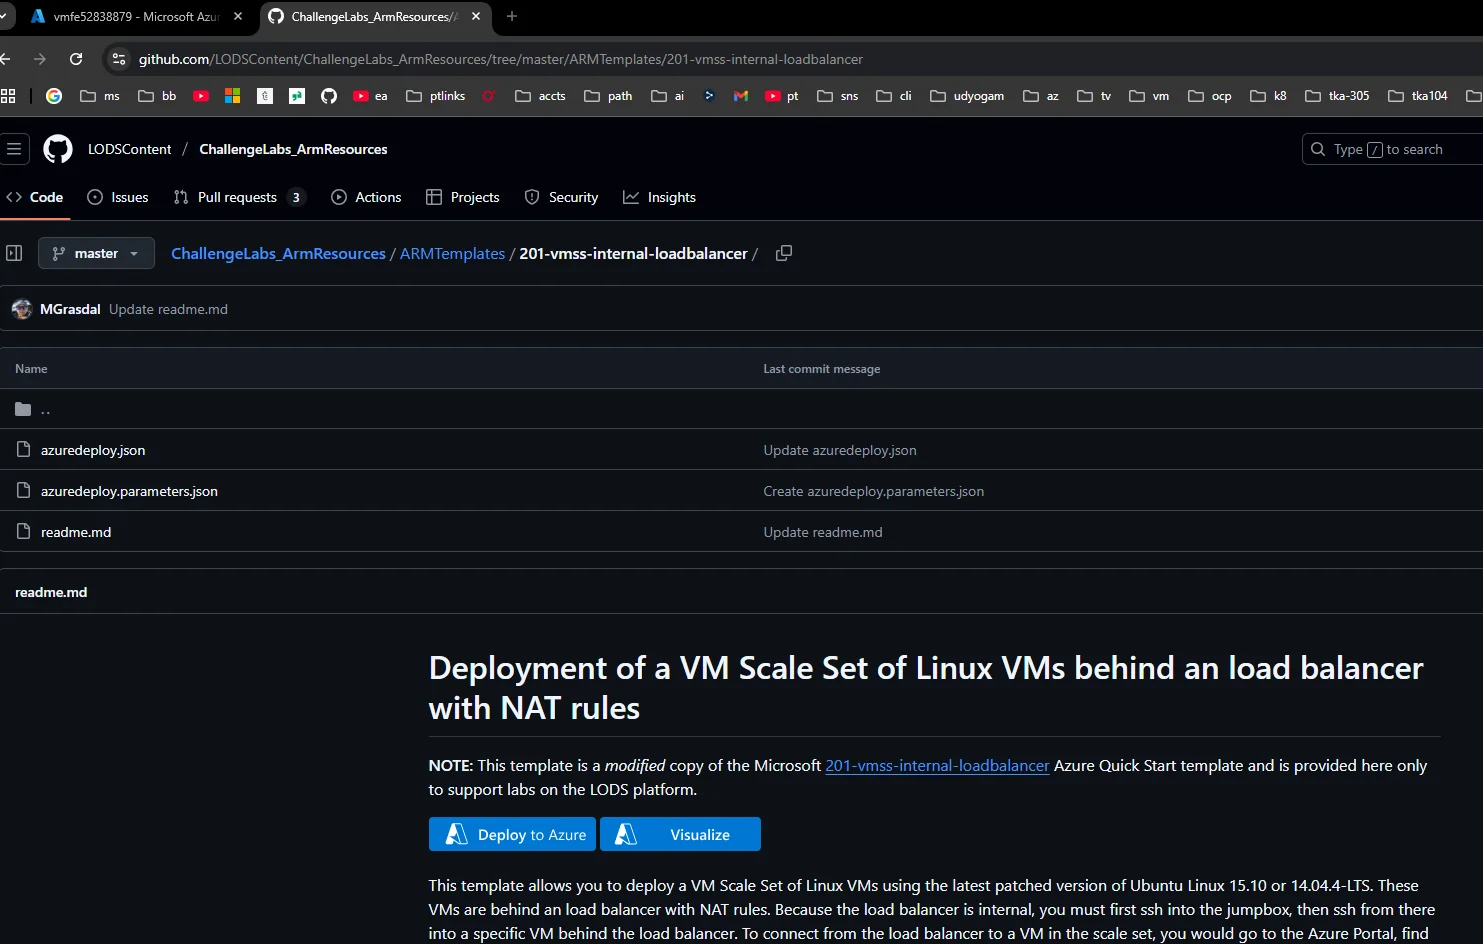 vmfe52838879 - Microsoft Azur
ChallengeLabs_ArmResources/A
github.com/LODSContent/ChallengeLabs_ArmResources/tree/master/ARMTemplates/201-vmss-internal-loadbalancer
ms bb ea ptlinks accts path ai pt sns cli udyogam az tv vm ocp k8 tka-305 tka104
LODSContent / ChallengeLabs_ArmResources
Type / to search
Code Issues Pull requests 3 Actions Projects Security Insights
master ChallengeLabs_ArmResources / ARMTemplates / 201-vmss-internal-loadbalancer /
MGrasdal Update readme.md
Name Last commit message
..
azuredeploy.json Update azuredeploy.json
azuredeploy.parameters.json Create azuredeploy.parameters.json
readme.md Update readme.md
readme.md
Deployment of a VM Scale Set of Linux VMs behind an load balancer
with NAT rules
NOTE: This template is a modified copy of the Microsoft 201-vmss-internal-loadbalancer Azure Quick Start template and is provided here only
to support labs on the LODS platform.
Deploy to Azure Visualize
This template allows you to deploy a VM Scale Set of Linux VMs using the latest patched version of Ubuntu Linux 15.10 or 14.04.4-LTS. These
VMs are behind an load balancer with NAT rules. Because the load balancer is internal, you must first ssh into the jumpbox, then ssh from there
into a specific VM behind the load balancer. To connect from the load balancer to a VM in the scale set, you would go to the Azure Portal, find